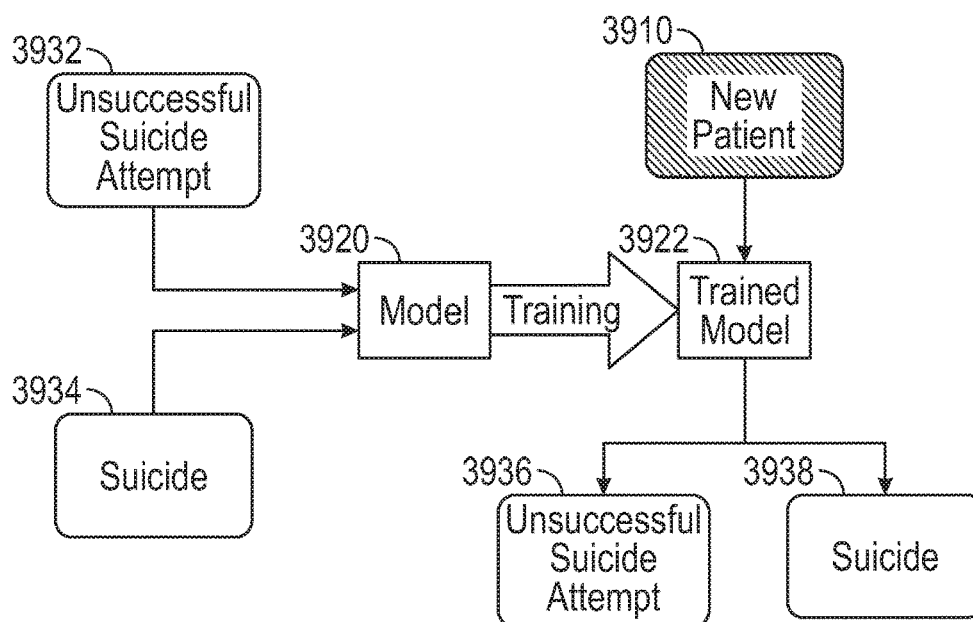 3932
Unsuccessful
Suicide
Attempt
3910
New
Patient
3920
Model
Training
3922
Trained
Model
3934
Suicide
3936
Unsuccessful
Suicide
Attempt
3938
Suicide